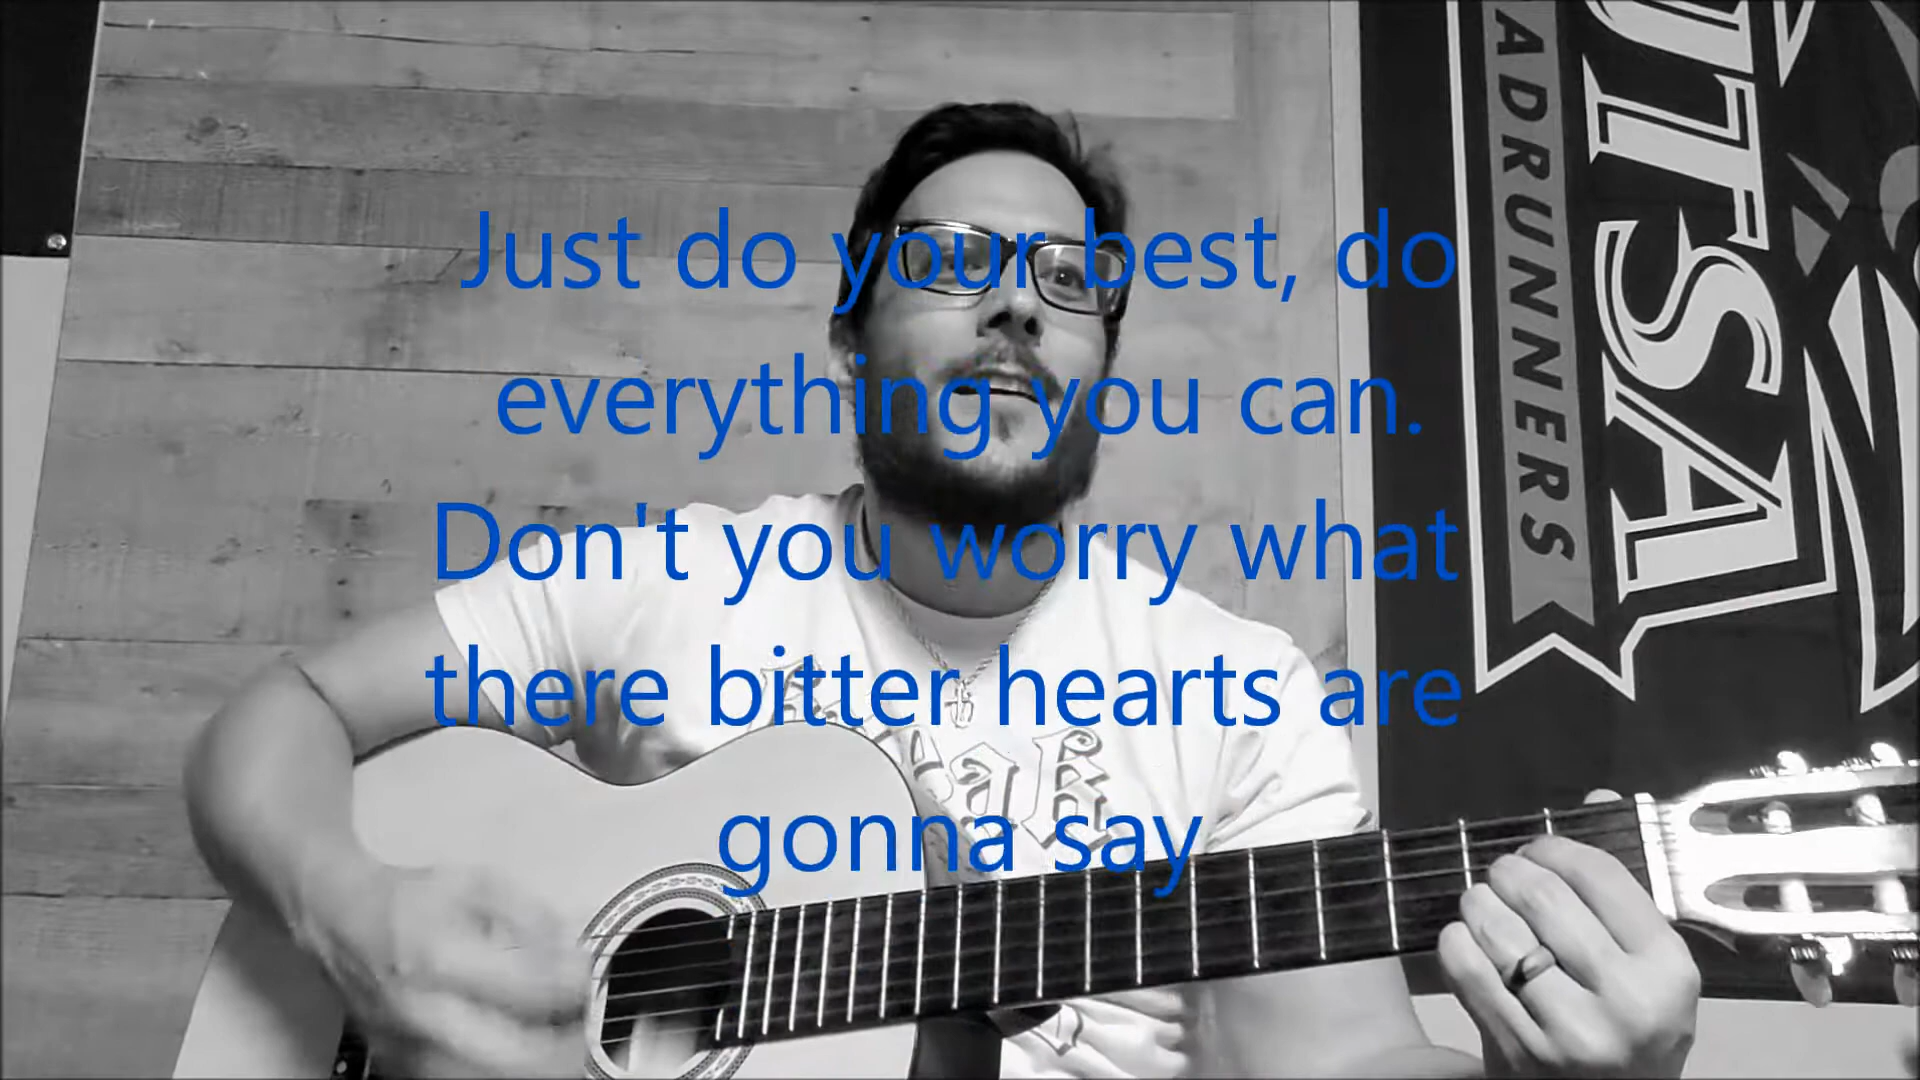 Just do your best, do
everything you can.
Don't you worry what
there bitter hearts are
gonna say
UTSA
ADRUNNERS